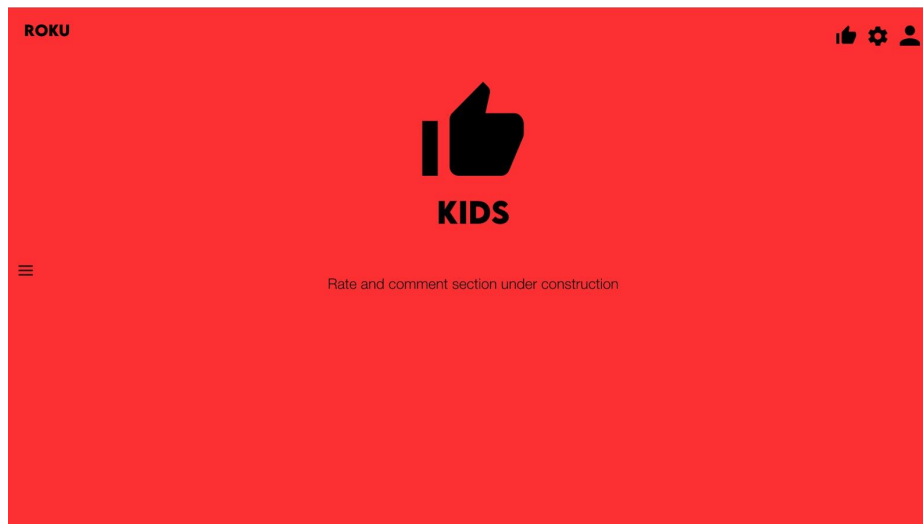 ROKU
KIDS
Rate and comment section under construction